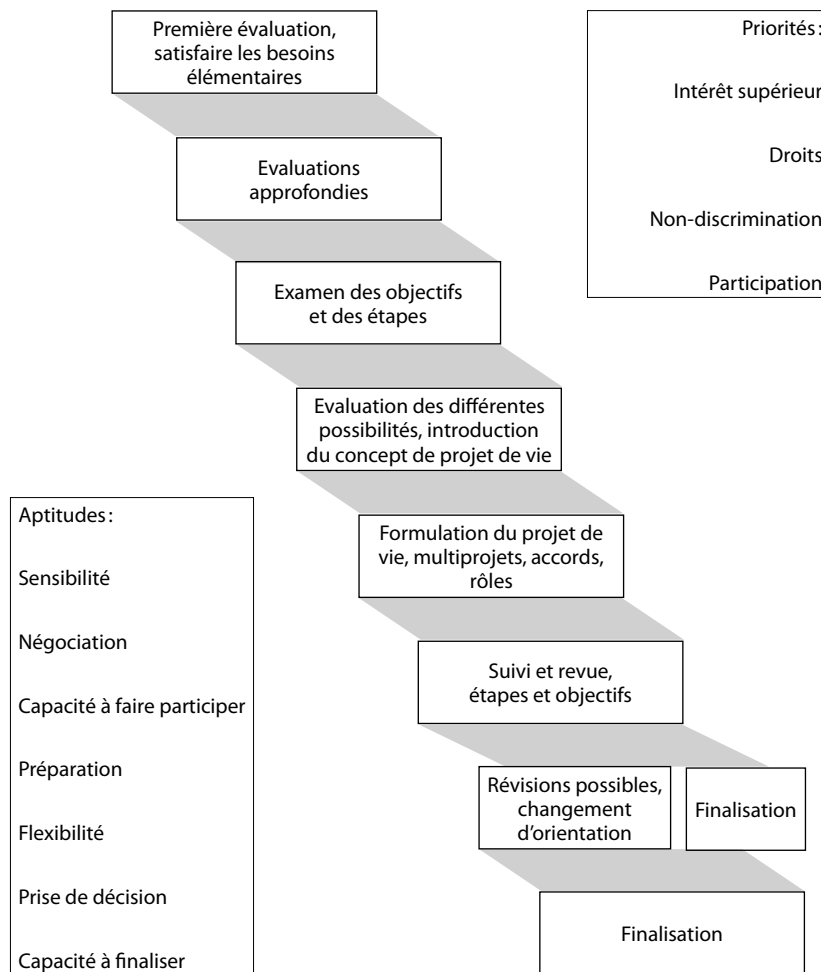 Première évaluation,
satisfaire les besoins
élémentaires
Priorités :
Intérêt supérieur
Droits
Non-discrimination
Participation
Evaluations
approfondies
Examen des objectifs
et des étapes
Evaluation des différentes
possibilités, introduction
du concept de projet de vie
Formulation du projet de
vie, multiprojets, accords,
rôles
Suivi et revue,
étapes et objectifs
Révisions possibles,
changement
d’orientation
Finalisation
Finalisation
Aptitudes :
Sensibilité
Négociation
Capacité à faire participer
Préparation
Flexibilité
Prise de décision
Capacité à finaliser